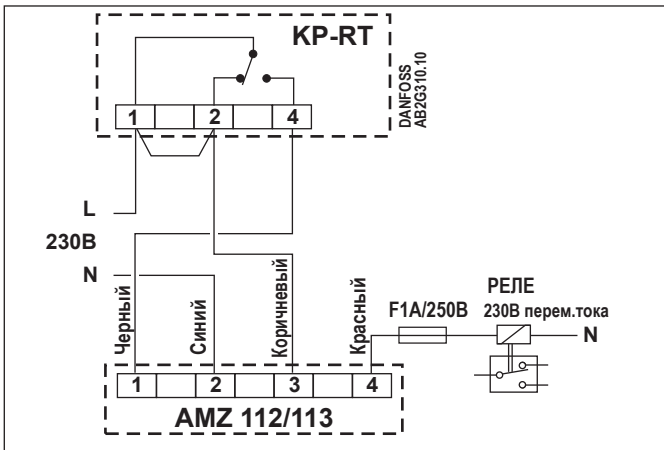 KP-RT
DANFOSS
AB2G310.10
1 2 4
L
230В
N
Черный
Синий
Коричневый
Красный
F1A/250В
РЕЛЕ
230В перем.тока
N
1 2 3 4
AMZ 112/113